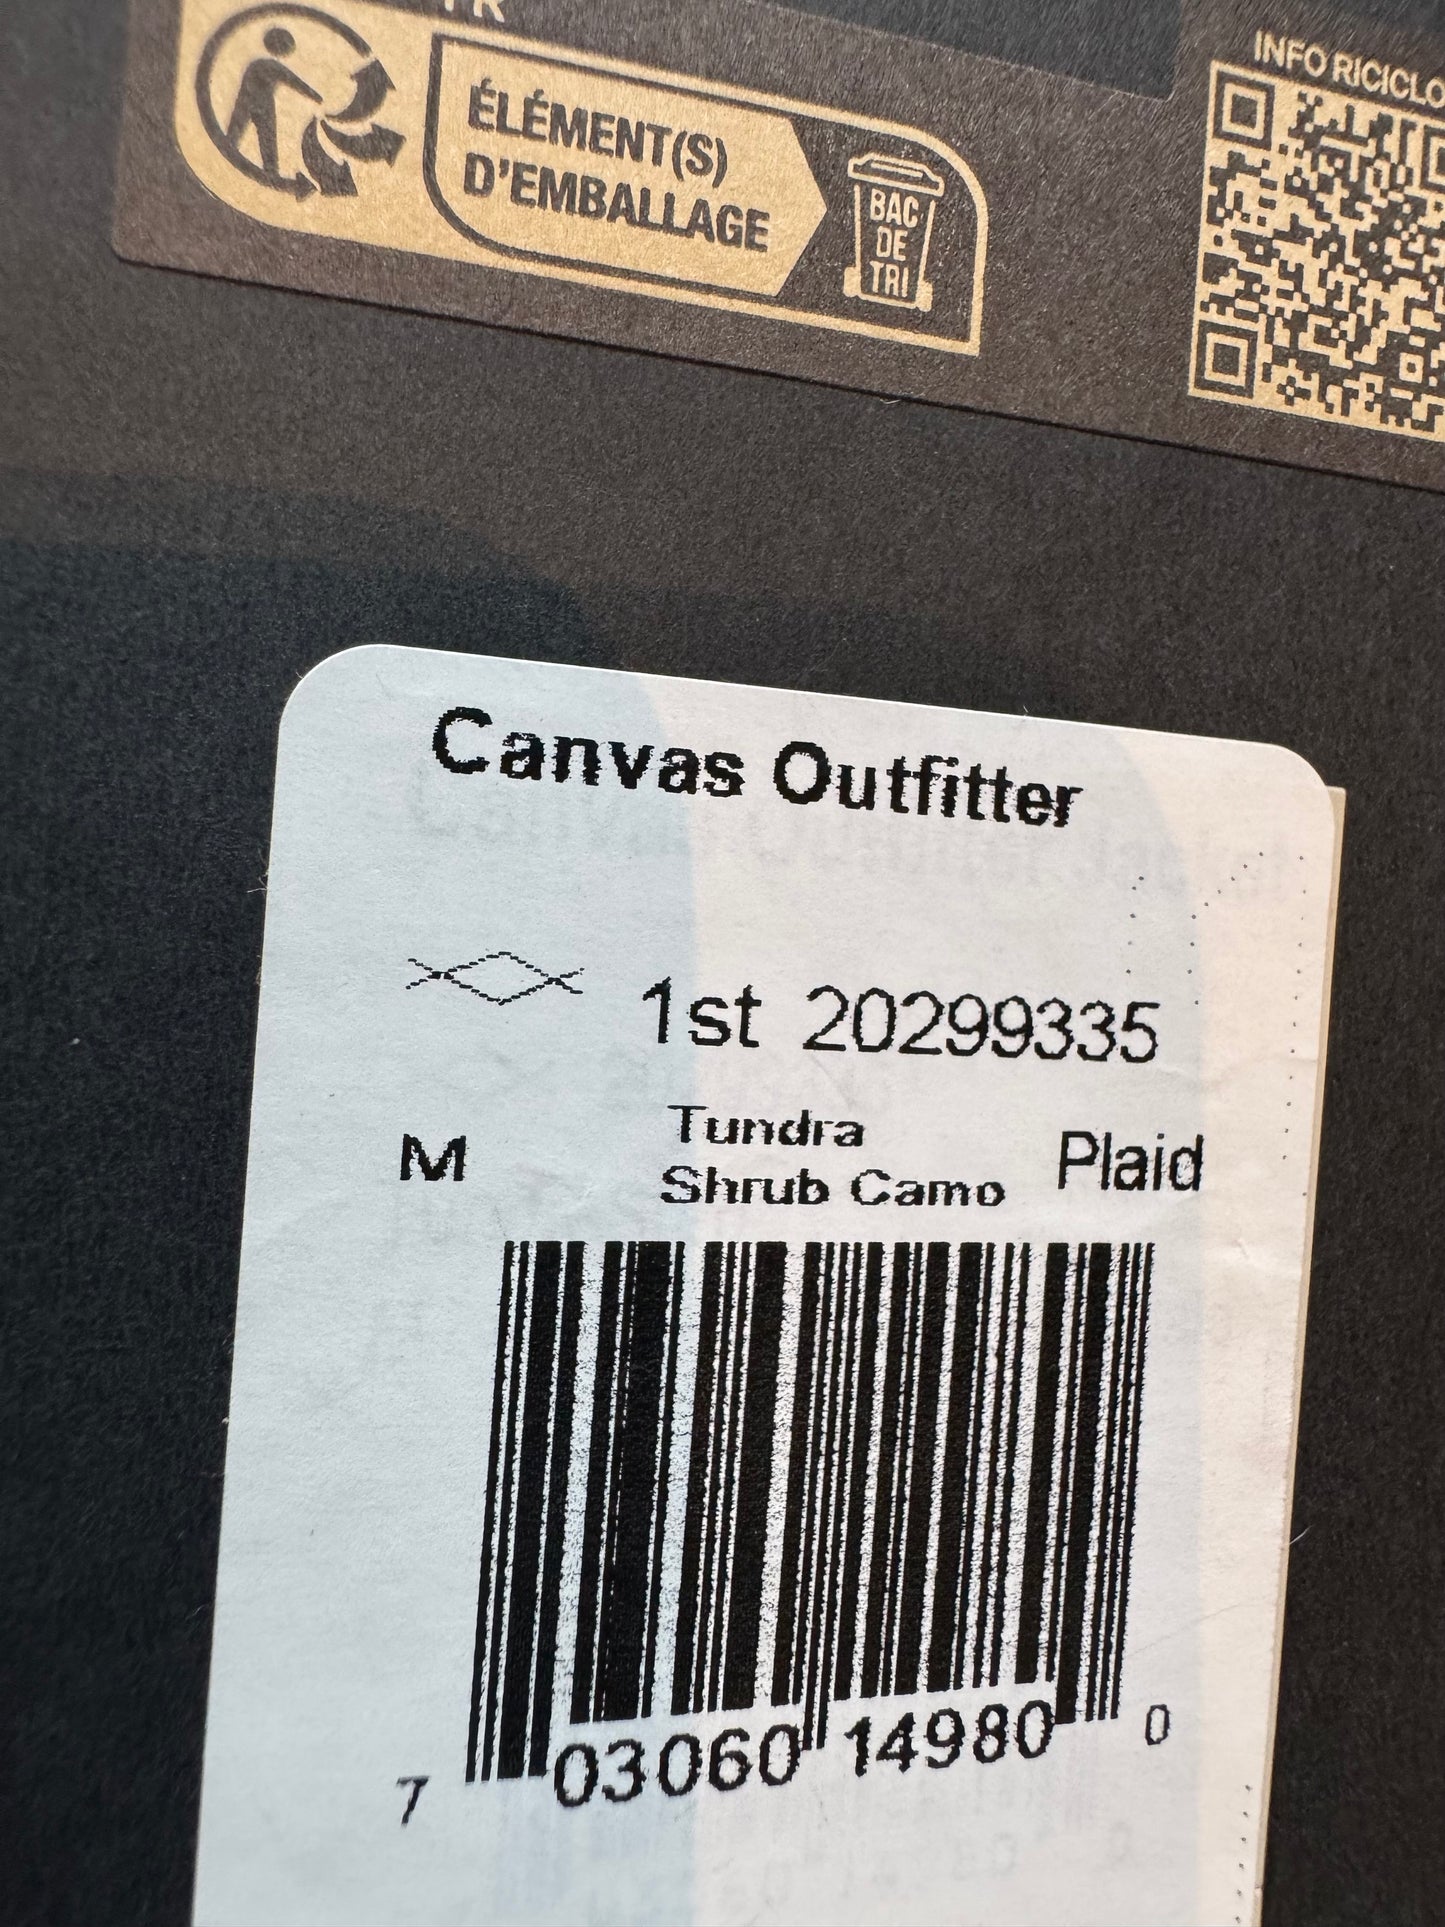 FR
ÉLÉMENT(S)
D'EMBALLAGE
BAC
DE
TRI
INFO RICICLO
Canvas Outfitter
1st 20299335
M
Tundra
Shrub Camo
Plaid
7 03060 14980 0